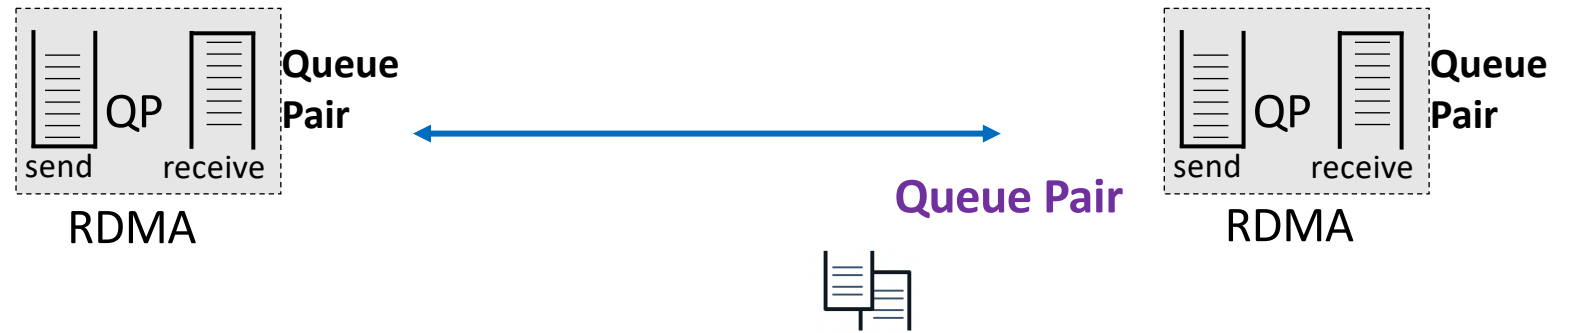 Queue
Pair
QP
send
receive
RDMA
Queue Pair
Queue
Pair
QP
send
receive
RDMA